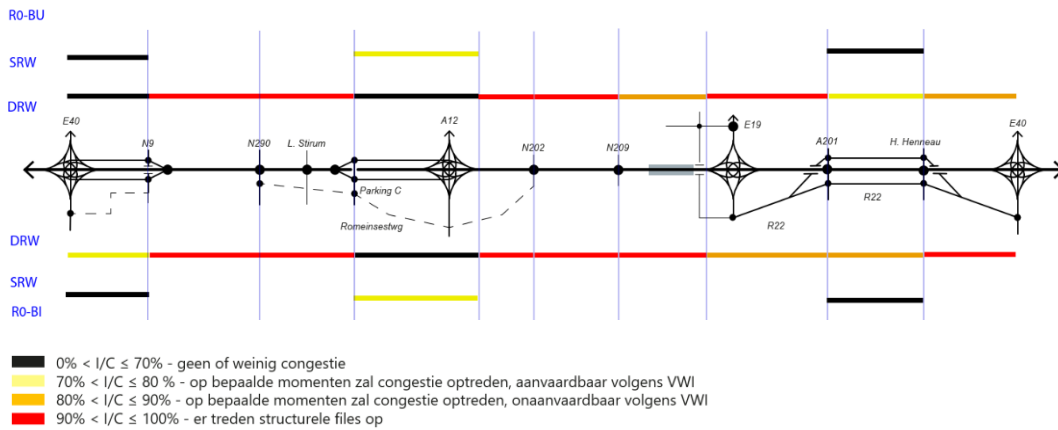 R0-BU
SRW
DRW
E40
N9
N290
L. Stirum
A12
N202
N209
E19
A201
H. Henneau
E40
Parking C
Romeinsestwg
R22
R22
DRW
SRW
R0-BI
0% < I/C ≤ 70% - geen of weinig congestie
70% < I/C ≤ 80 % - op bepaalde momenten zal congestie optreden, aanvaardbaar volgens VWI
80% < I/C ≤ 90% - op bepaalde momenten zal congestie optreden, onaanvaardbaar volgens VWI
90% < I/C ≤ 100% - er treden structurele files op